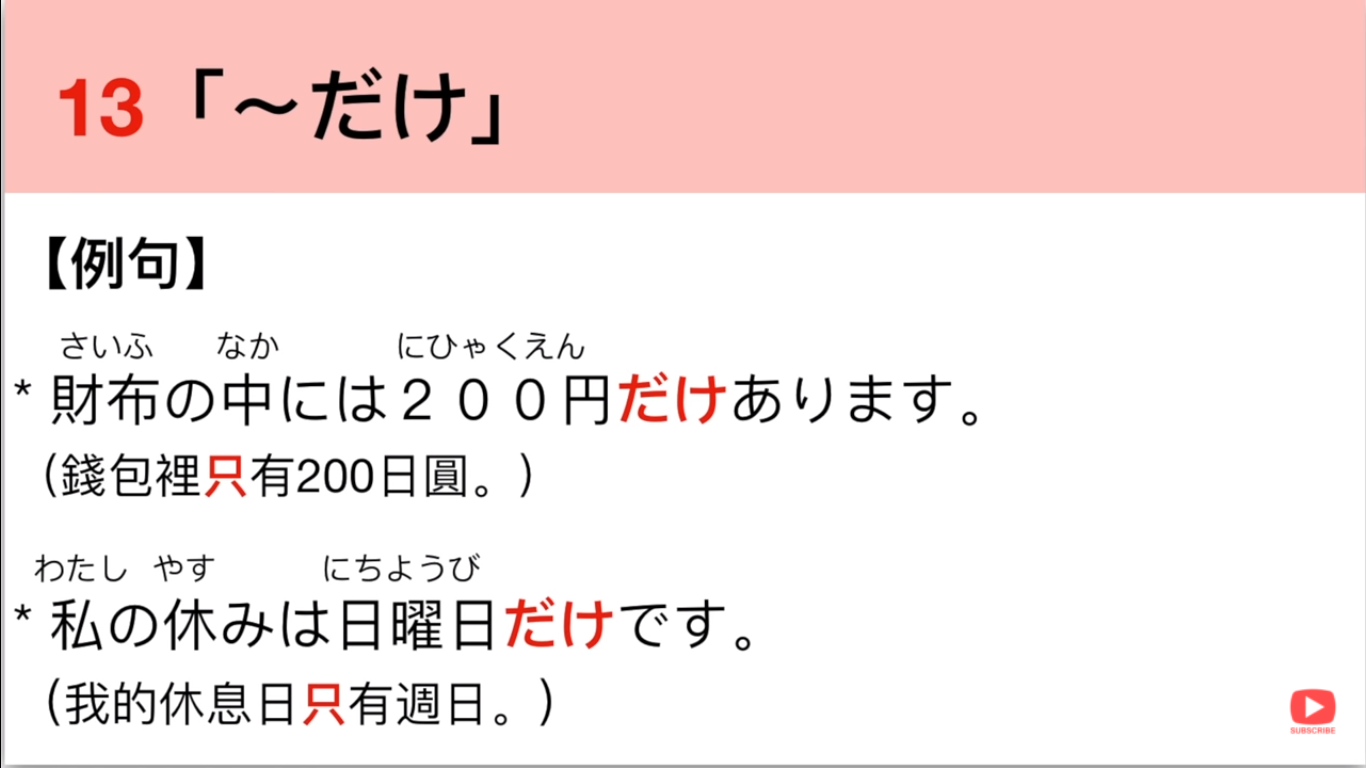 13「～だけ」
【例句】
さいふ なか にひゃくえん
* 財布の中には２００円だけあります。
（錢包裡只有200日圓。）
わたし やす にちようび
* 私の休みは日曜日だけです。
（我的休息日只有週日。）
SUBSCRIBE